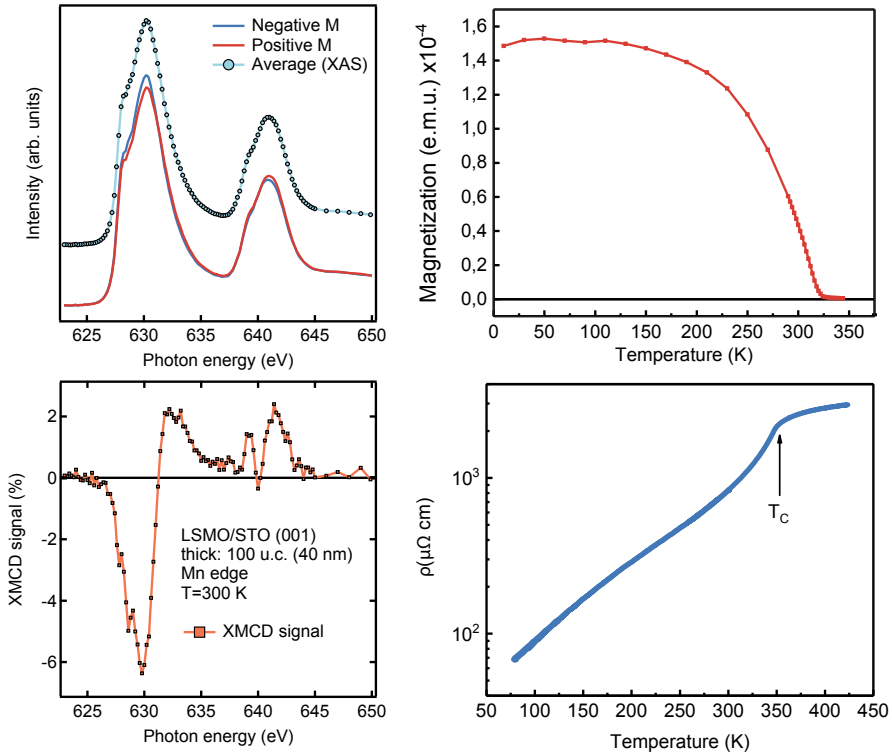 Intensity (arb. units)
Negative M
Positive M
Average (XAS)
625 630 635 640 645 650
Photon energy (eV)
Magnetization (e.m.u.) x10⁻⁴
1,6
1,4
1,2
1,0
0,8
0,6
0,4
0,2
0,0
0 50 100 150 200 250 300 350
Temperature (K)
XMCD signal (%)
2
0
-2
-4
-6
LSMO/STO (001)
thick: 100 u.c. (40 nm)
Mn edge
T=300 K
XMCD signal
625 630 635 640 645 650
Photon energy (eV)
ρ(µΩ cm)
10³
10²
T_C
50 100 150 200 250 300 350 400 450
Temperature (K)